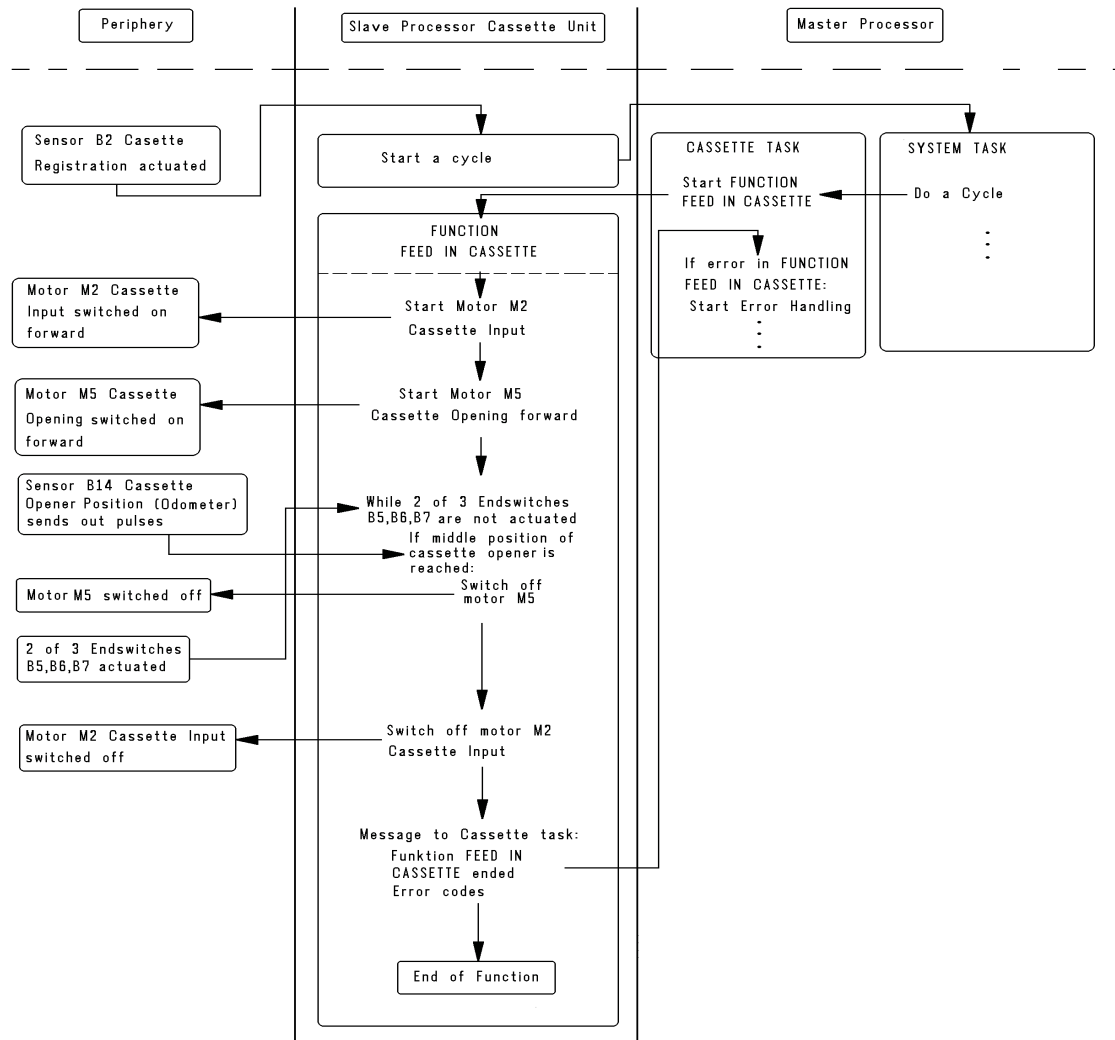 Periphery
Slave Processor Cassette Unit
Master Processor
Sensor B2 Casette
Registration actuated
Start a cycle
CASSETTE TASK
Start FUNCTION
FEED IN CASSETTE
If error in FUNCTION
FEED IN CASSETTE:
Start Error Handling
SYSTEM TASK
Do a Cycle
FUNCTION
FEED IN CASSETTE
Motor M2 Cassette
Input switched on
forward
Start Motor M2
Cassette Input
Motor M5 Cassette
Opening switched on
forward
Start Motor M5
Cassette Opening forward
Sensor B14 Cassette
Opener Position (Odometer)
sends out pulses
While 2 of 3 Endswitches
B5,B6,B7 are not actuated
If middle position of
cassette opener is
reached:
Switch off
motor M5
Motor M5 switched off
2 of 3 Endswitches
B5,B6,B7 actuated
Switch off motor M2
Cassette Input
Motor M2 Cassette Input
switched off
Message to Cassette task:
Funktion FEED IN
CASSETTE ended
Error codes
End of Function